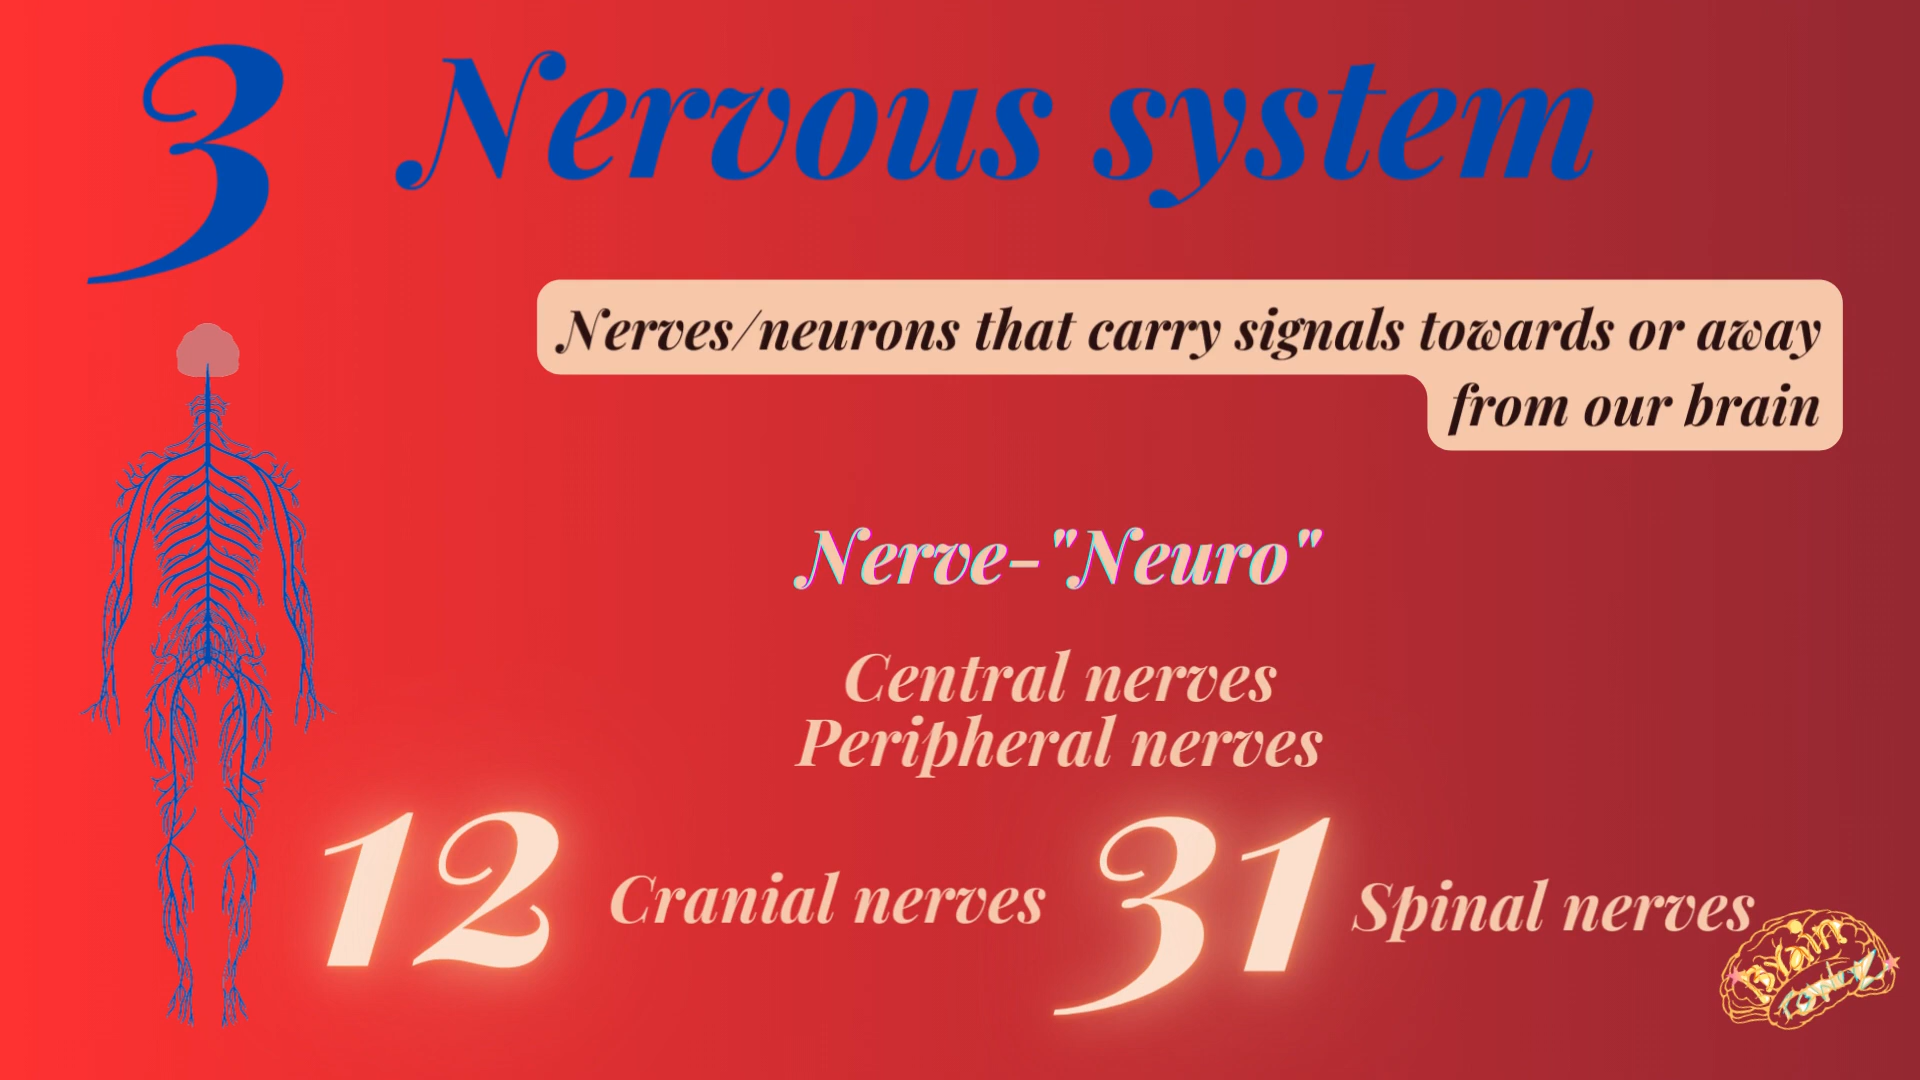 3 Nervous system
Nerves/neurons that carry signals towards or away
from our brain
Nerve-"Neuro"
Central nerves
Peripheral nerves
12 Cranial nerves 31 Spinal nerves
Brain